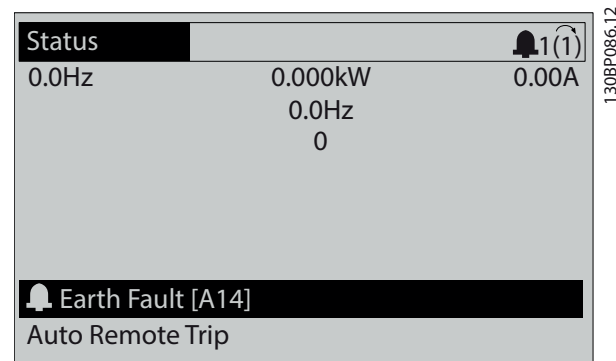 Status 1(1)
0.0Hz 0.000kW 0.00A
0.0Hz
0
Earth Fault [A14]
Auto Remote Trip
130BP086.12